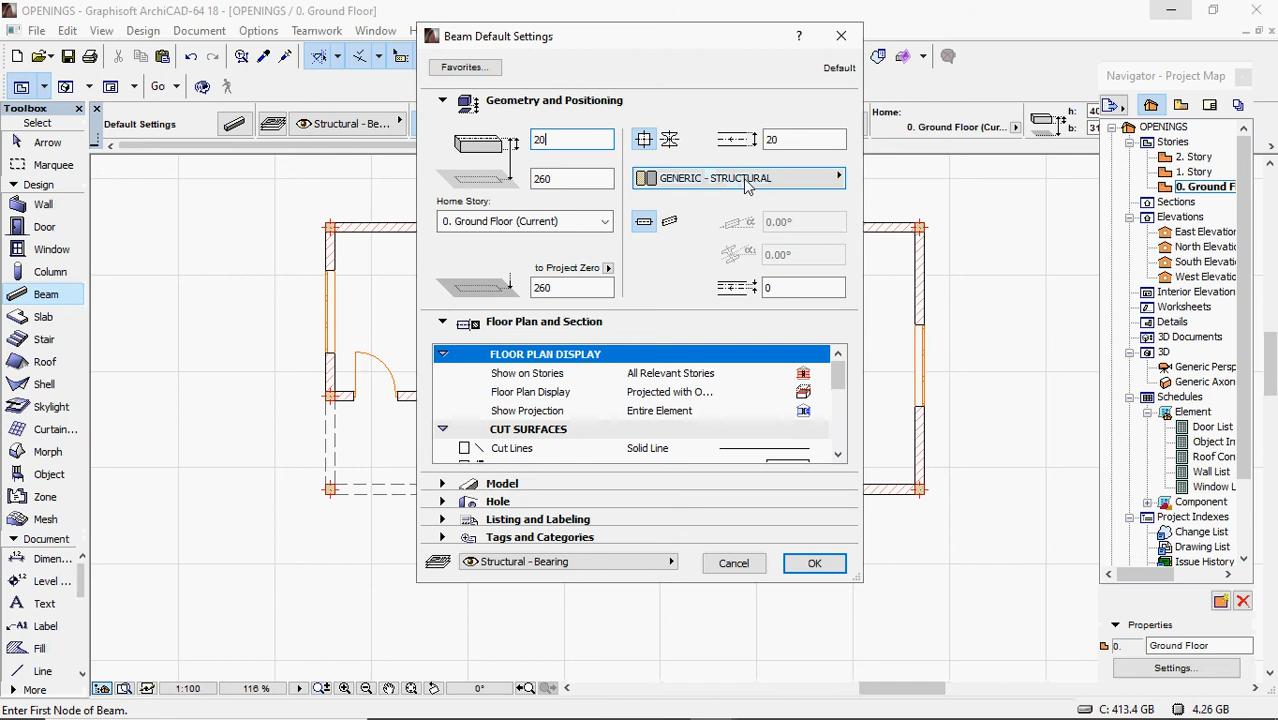 OPENINGS - Graphisoft ArchiCAD-64 18 - [OPENINGS / 0. Ground Floor]
File Edit View Design Document Options Teamwork Window
Go
Toolbox
Select
Arrow
Marquee
Design
Wall
Door
Window
Column
Beam
Slab
Stair
Roof
Shell
Skylight
Curtain...
Morph
Object
Zone
Mesh
Document
Dimen...
Level ...
Text
Label
Fill
Line
More
Default Settings
Structural - Be...
Beam Default Settings
?
Favorites...
Default
Geometry and Positioning
20
20
260
GENERIC - STRUCTURAL
Home Story:
0. Ground Floor (Current)
0.00°
0.00°
to Project Zero
260
0
Floor Plan and Section
FLOOR PLAN DISPLAY
Show on Stories All Relevant Stories
Floor Plan Display Projected with O...
Show Projection Entire Element
CUT SURFACES
Cut Lines Solid Line
Model
Hole
Listing and Labeling
Tags and Categories
Structural - Bearing
Cancel
OK
Home:
0. Ground Floor (Cur...
h: 40
b: 31
Navigator - Project Map
OPENINGS
Stories
2. Story
1. Story
0. Ground F
Sections
Elevations
East Elevatio
North Elevati
South Elevati
West Elevatio
Interior Elevation
Worksheets
Details
3D Documents
3D
Generic Persp
Generic Axon
Schedules
Element
Door List
Object In
Roof Con
Wall List
Window L
Component
Project Indexes
Change List
Drawing List
Issue History
Properties
0.
Ground Floor
Settings...
1:100
116 %
0°
Enter First Node of Beam.
C: 413.4 GB
4.26 GB